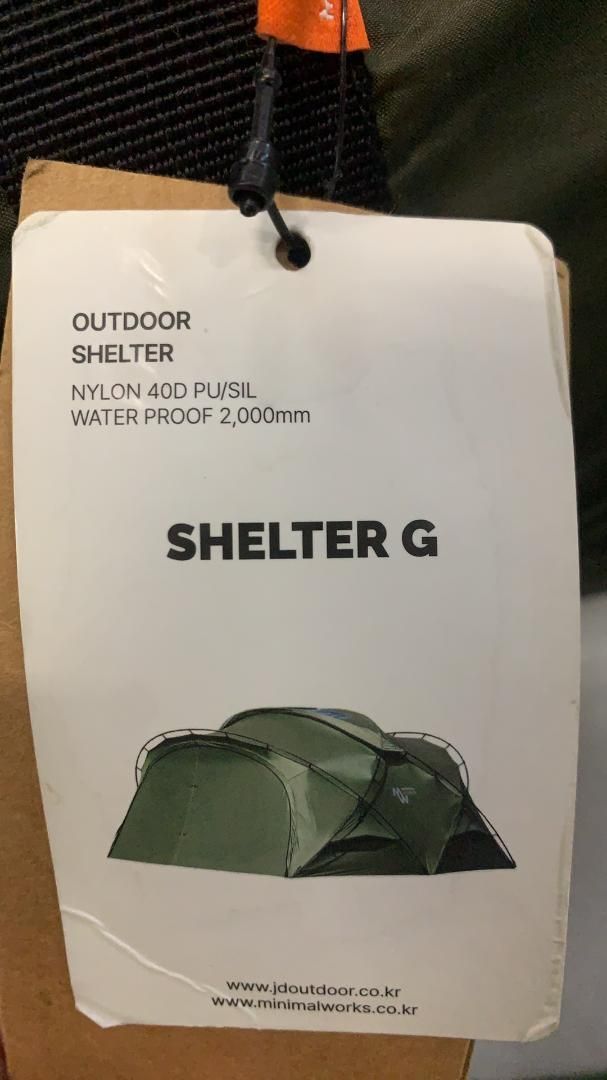 OUTDOOR
SHELTER
NYLON 40D PU/SIL
WATER PROOF 2,000mm
SHELTER G
MW
www.jdoutdoor.co.kr
www.minimalworks.co.kr